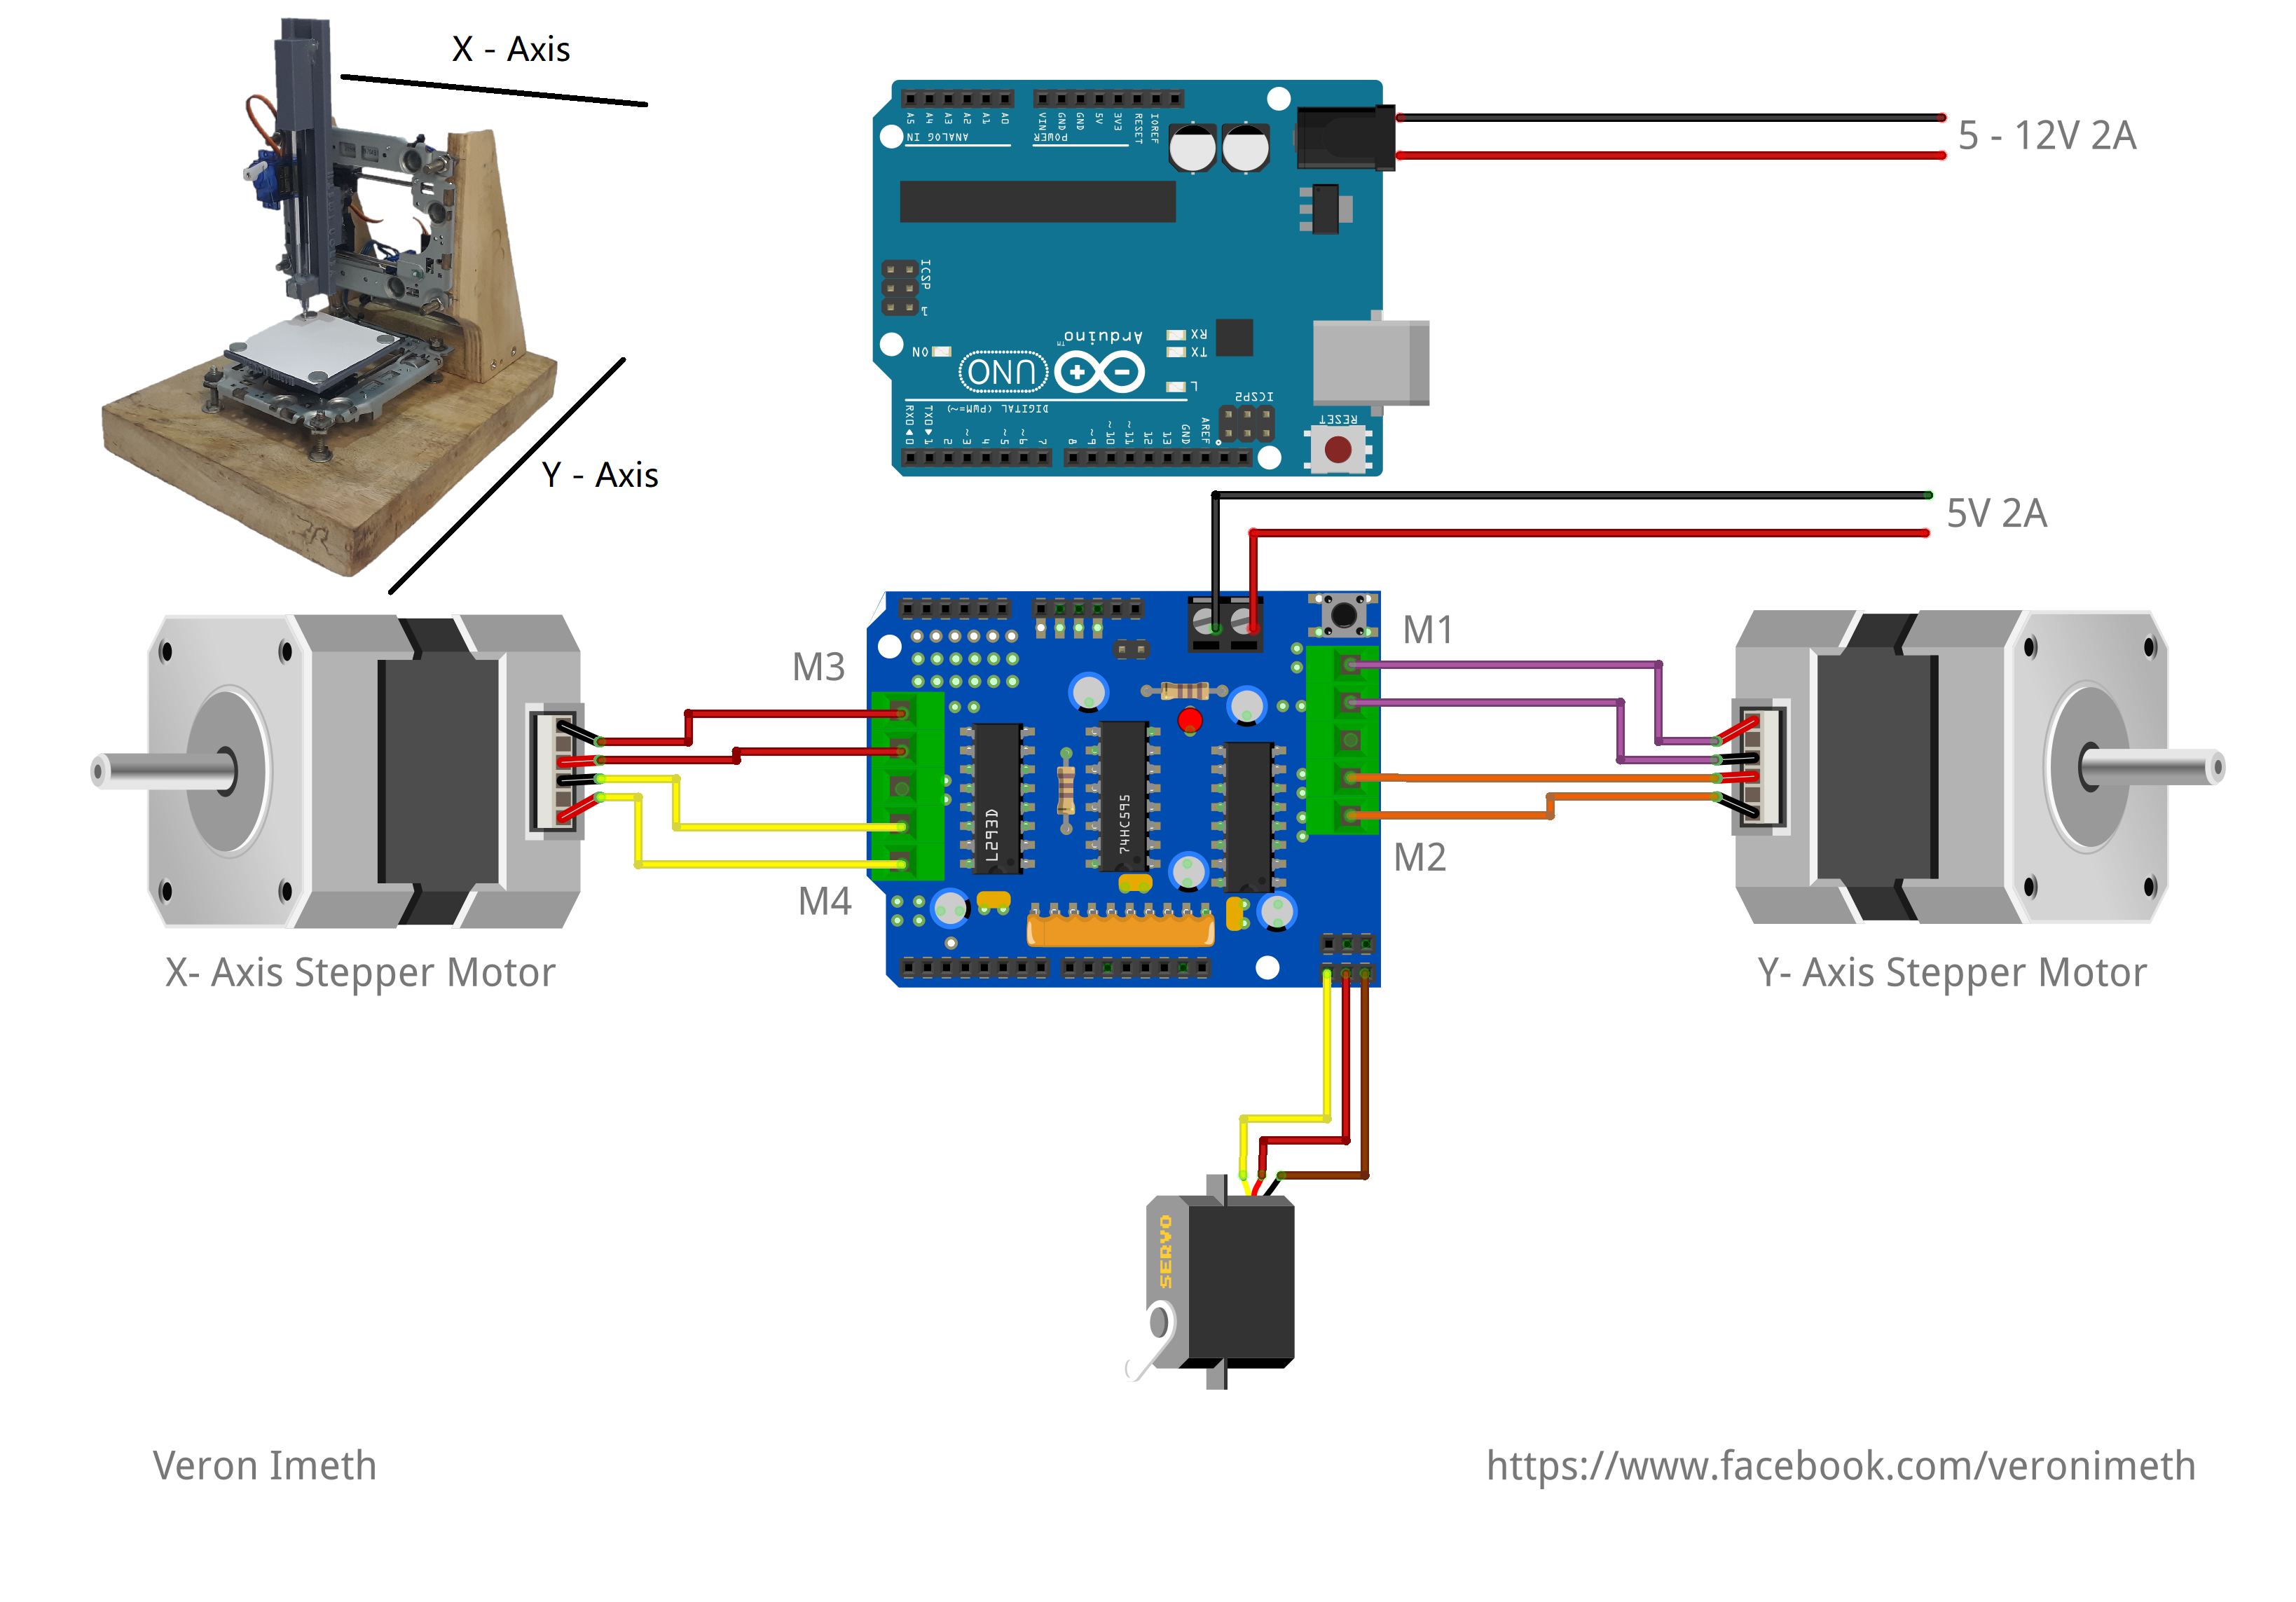 X - Axis
5 - 12V 2A
A5 A4 A3 A2 A1 A0 VIN GND GND 5V 3V3 RESET IOREF
ANALOG IN POWER
ICSP
1
Arduino
TM
RX
TX
ON
UNO
L
ICSP2
DIGITAL (PWM=~)
RESET
RX0◄0 TX0►1 2 ~3 4 ~5 ~6 7 8 ~9 ~10 ~11 12 13 GND AREF
Y - Axis
5V 2A
M1
M3
74HC595
L293D
M2
M4
X- Axis Stepper Motor
Y- Axis Stepper Motor
SERVO
Veron Imeth
https://www.facebook.com/veronimeth